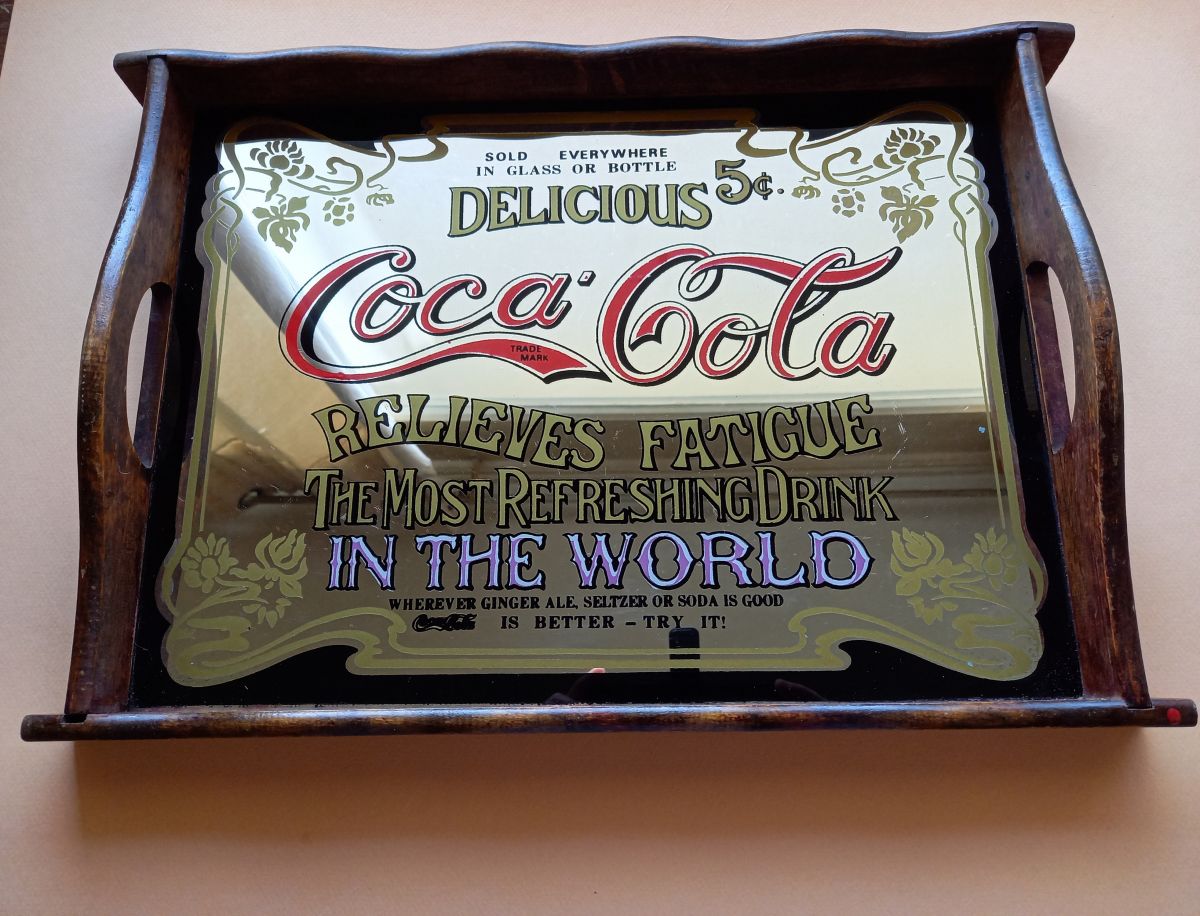 SOLD EVERYWHERE
IN GLASS OR BOTTLE
DELICIOUS 5¢.
Coca-Cola
TRADE
MARK
RELIEVES FATIGUE
THE MOST REFRESHING DRINK
IN THE WORLD
WHEREVER GINGER ALE, SELTZER OR SODA IS GOOD
Coca-Cola IS BETTER – TRY IT!